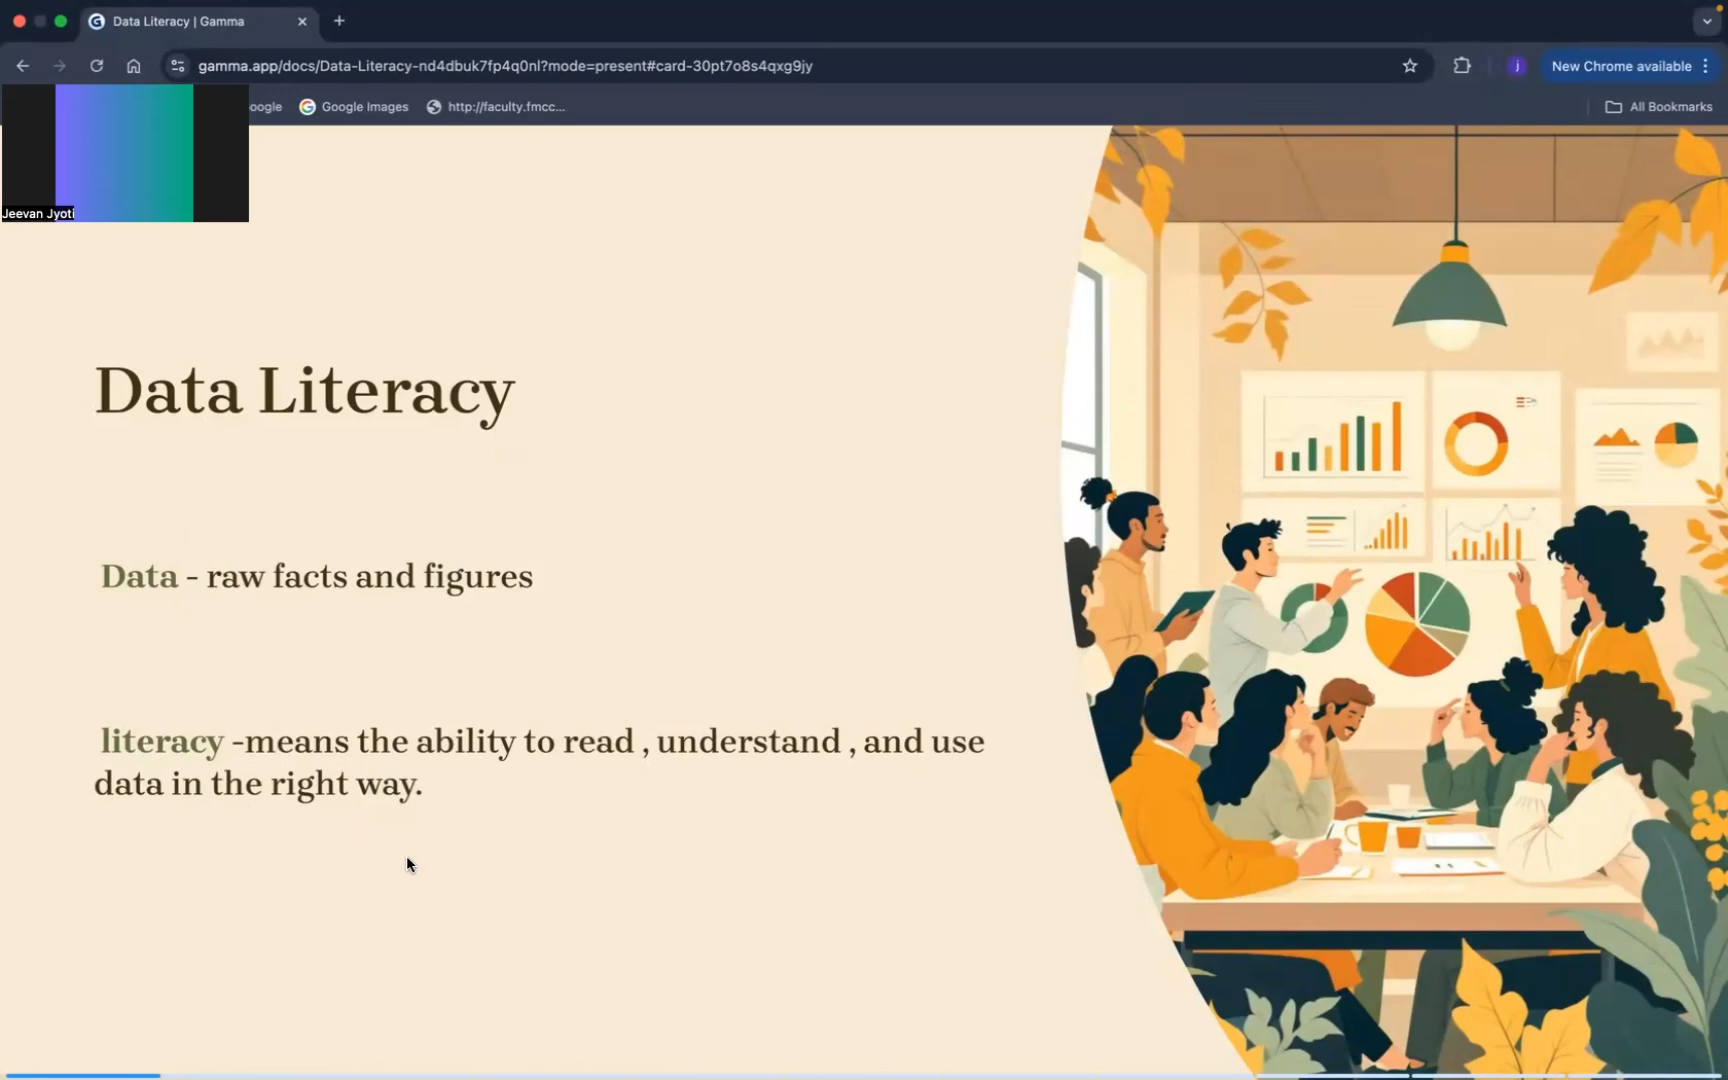 Data Literacy | Gamma
gamma.app/docs/Data-Literacy-nd4dbuk7fp4q0nl?mode=present#card-30pt7o8s4qxg9jy
j
New Chrome available
oogle
Google Images
http://faculty.fmcc...
All Bookmarks
Jeevan Jyoti
Data Literacy
Data - raw facts and figures
literacy -means the ability to read , understand , and use
data in the right way.